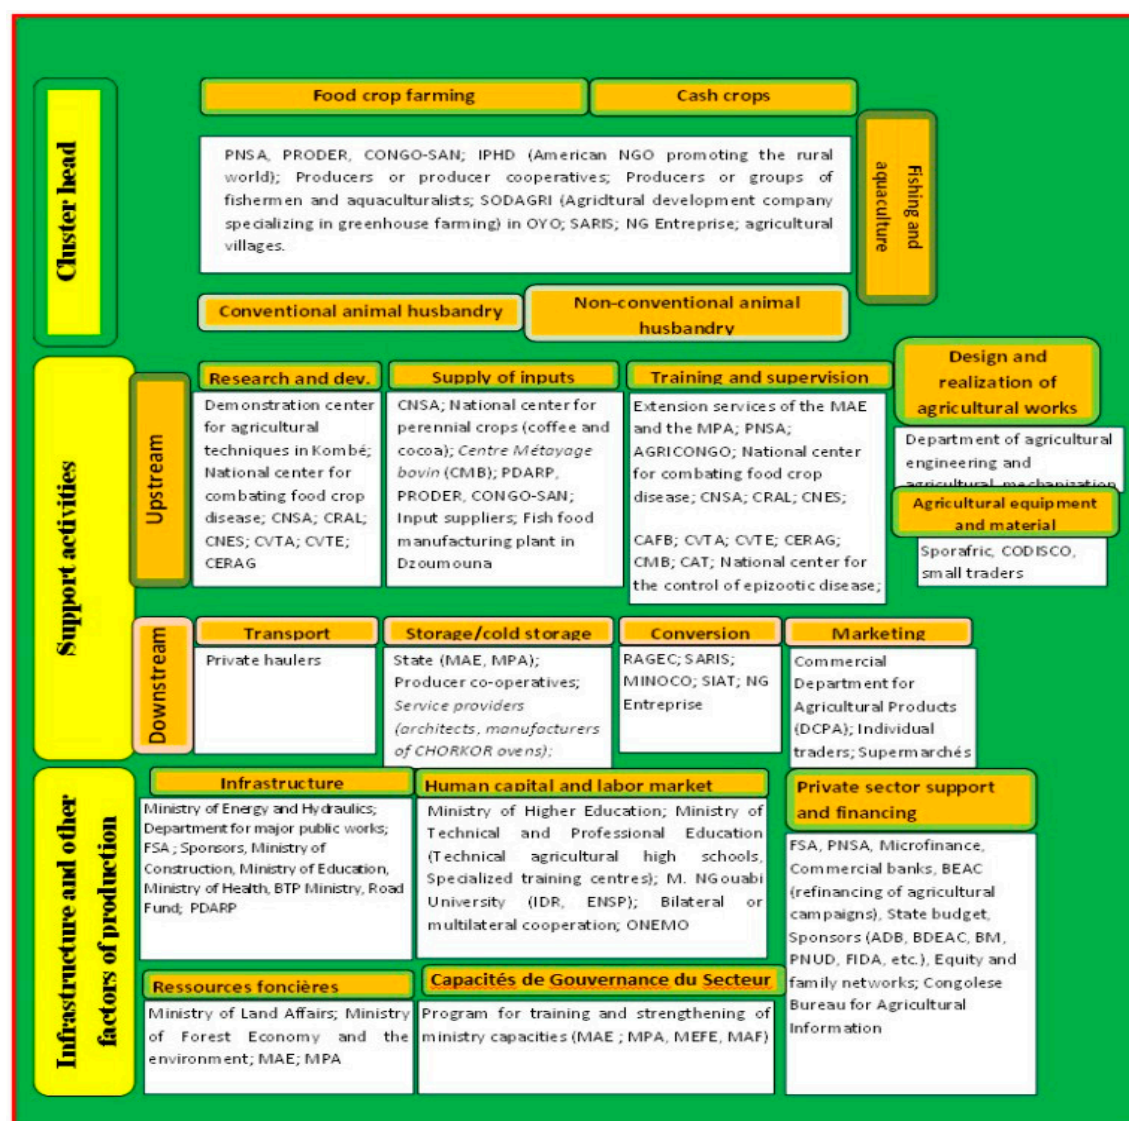 Cluster head
Food crop farming
Cash crops
PNSA, PRODER, CONGO-SAN; IPHD (American NGO promoting the rural
world); Producers or producer cooperatives; Producers or groups of
fishermen and aquaculturalists; SODAGRI (Agridtural development company
specializing in greenhouse farming) in OYO; SARIS; NG Entreprise; agricultural
villages.
Fishing and
aquaculture
Conventional animal husbandry
Non-conventional animal
husbandry
Support activities
Upstream
Research and dev.
Demonstration center
for agricultural
techniques in Kombé;
National center for
combating food crop
disease; CNSA; CRAL;
CNES; CVTA; CVTE;
CERAG
Supply of inputs
CNSA; National center for
perennial crops (coffee and
cocoa); Centre Métayage
bovin (CMB); PDARP,
PRODER, CONGO-SAN;
Input suppliers; Fish food
manufacturing plant in
Dzoumouna
Training and supervision
Extension services of the MAE
and the MPA; PNSA;
AGRICONGO; National center
for combating food crop
disease; CNSA; CRAL; CNES;
CAFB; CVTA; CVTE; CERAG;
CMB; CAT; National center for
the control of epizootic disease;
Design and
realization of
agricultural works
Department of agricultural
engineering and
agricultural mechanization
Agricultural equipment
and material
Sporafric, CODISCO,
small traders
Downstream
Transport
Private haulers
Storage/cold storage
State (MAE, MPA);
Producer co-operatives;
Service providers
(architects, manufacturers
of CHORKOR ovens);
Conversion
RAGEC; SARIS;
MINOCO; SIAT; NG
Entreprise
Marketing
Commercial
Department for
Agricultural Products
(DCPA); Individual
traders; Supermarchés
Infrastructure and other
factors of production
Infrastructure
Ministry of Energy and Hydraulics;
Department for major public works;
FSA ; Sponsors, Ministry of
Construction, Ministry of Education,
Ministry of Health, BTP Ministry, Road
Fund; PDARP
Human capital and labor market
Ministry of Higher Education; Ministry of
Technical and Professional Education
(Technical agricultural high schools,
Specialized training centres); M. NGouabi
University (IDR, ENSP); Bilateral or
multilateral cooperation; ONEMO
Private sector support
and financing
FSA, PNSA, Microfinance,
Commercial banks, BEAC
(refinancing of agricultural
campaigns), State budget,
Sponsors (ADB, BDEAC, BM,
PNUD, FIDA, etc.), Equity and
family networks; Congolese
Bureau for Agricultural
Information
Ressources foncières
Ministry of Land Affairs; Ministry
of Forest Economy and the
environment; MAE; MPA
Capacités de Gouvernance du Secteur
Program for training and strengthening of
ministry capacities (MAE ; MPA, MEFE, MAF)